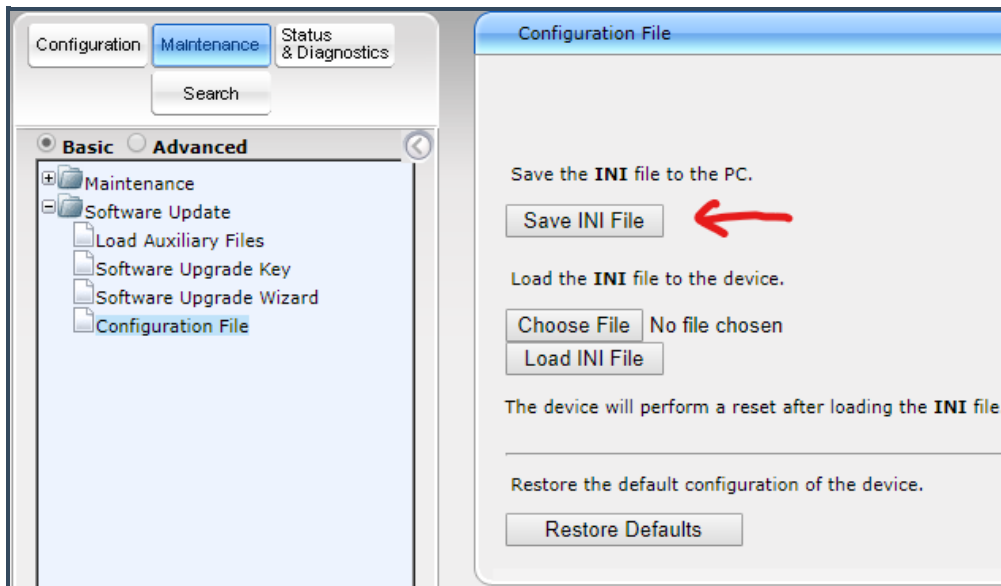 Configuration
Maintenance
Status
& Diagnostics
Search
Basic Advanced
Maintenance
Software Update
Load Auxiliary Files
Software Upgrade Key
Software Upgrade Wizard
Configuration File
Configuration File
Save the INI file to the PC.
Save INI File
Load the INI file to the device.
Choose File No file chosen
Load INI File
The device will perform a reset after loading the INI file
Restore the default configuration of the device.
Restore Defaults